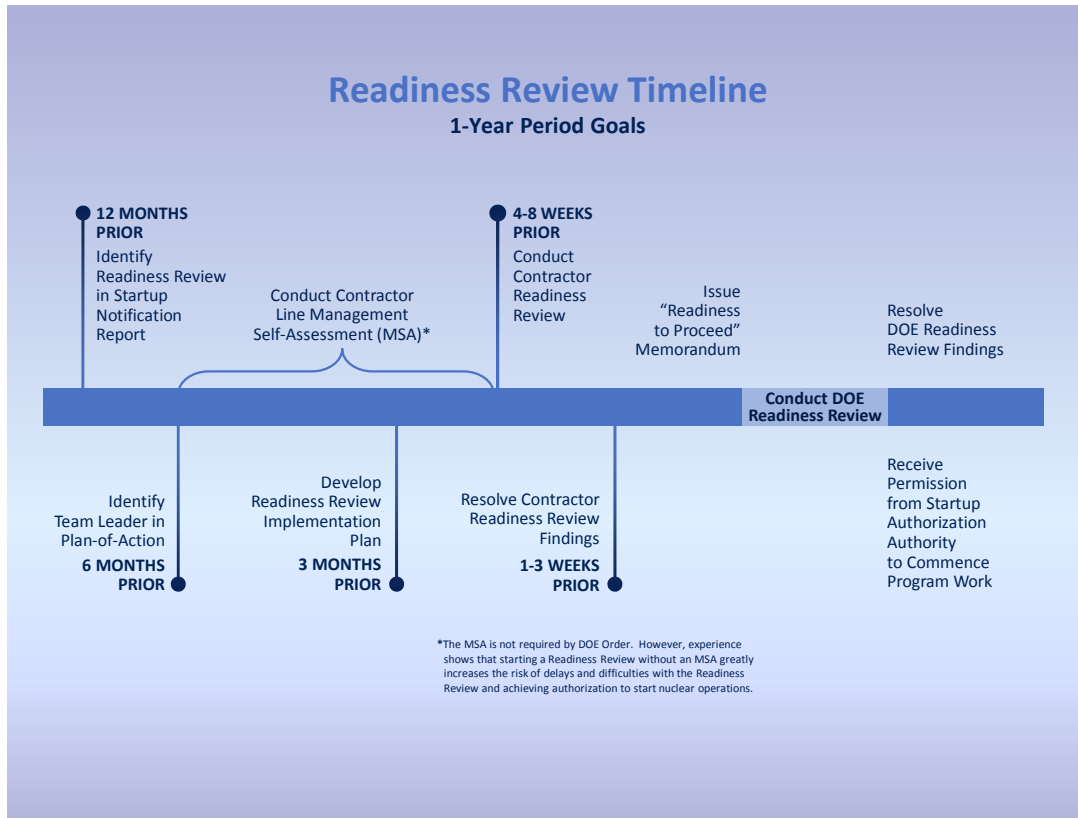 Readiness Review Timeline
1-Year Period Goals
12 MONTHS
PRIOR
Identify
Readiness Review
in Startup
Notification
Report
Conduct Contractor
Line Management
Self-Assessment (MSA)*
4-8 WEEKS
PRIOR
Conduct
Contractor
Readiness
Review
Issue
“Readiness
to Proceed”
Memorandum
Resolve
DOE Readiness
Review Findings
Conduct DOE
Readiness Review
Identify
Team Leader in
Plan-of-Action
6 MONTHS
PRIOR
Develop
Readiness Review
Implementation
Plan
3 MONTHS
PRIOR
Resolve Contractor
Readiness Review
Findings
1-3 WEEKS
PRIOR
Receive
Permission
from Startup
Authorization
Authority
to Commence
Program Work
*The MSA is not required by DOE Order. However, experience
shows that starting a Readiness Review without an MSA greatly
increases the risk of delays and difficulties with the Readiness
Review and achieving authorization to start nuclear operations.